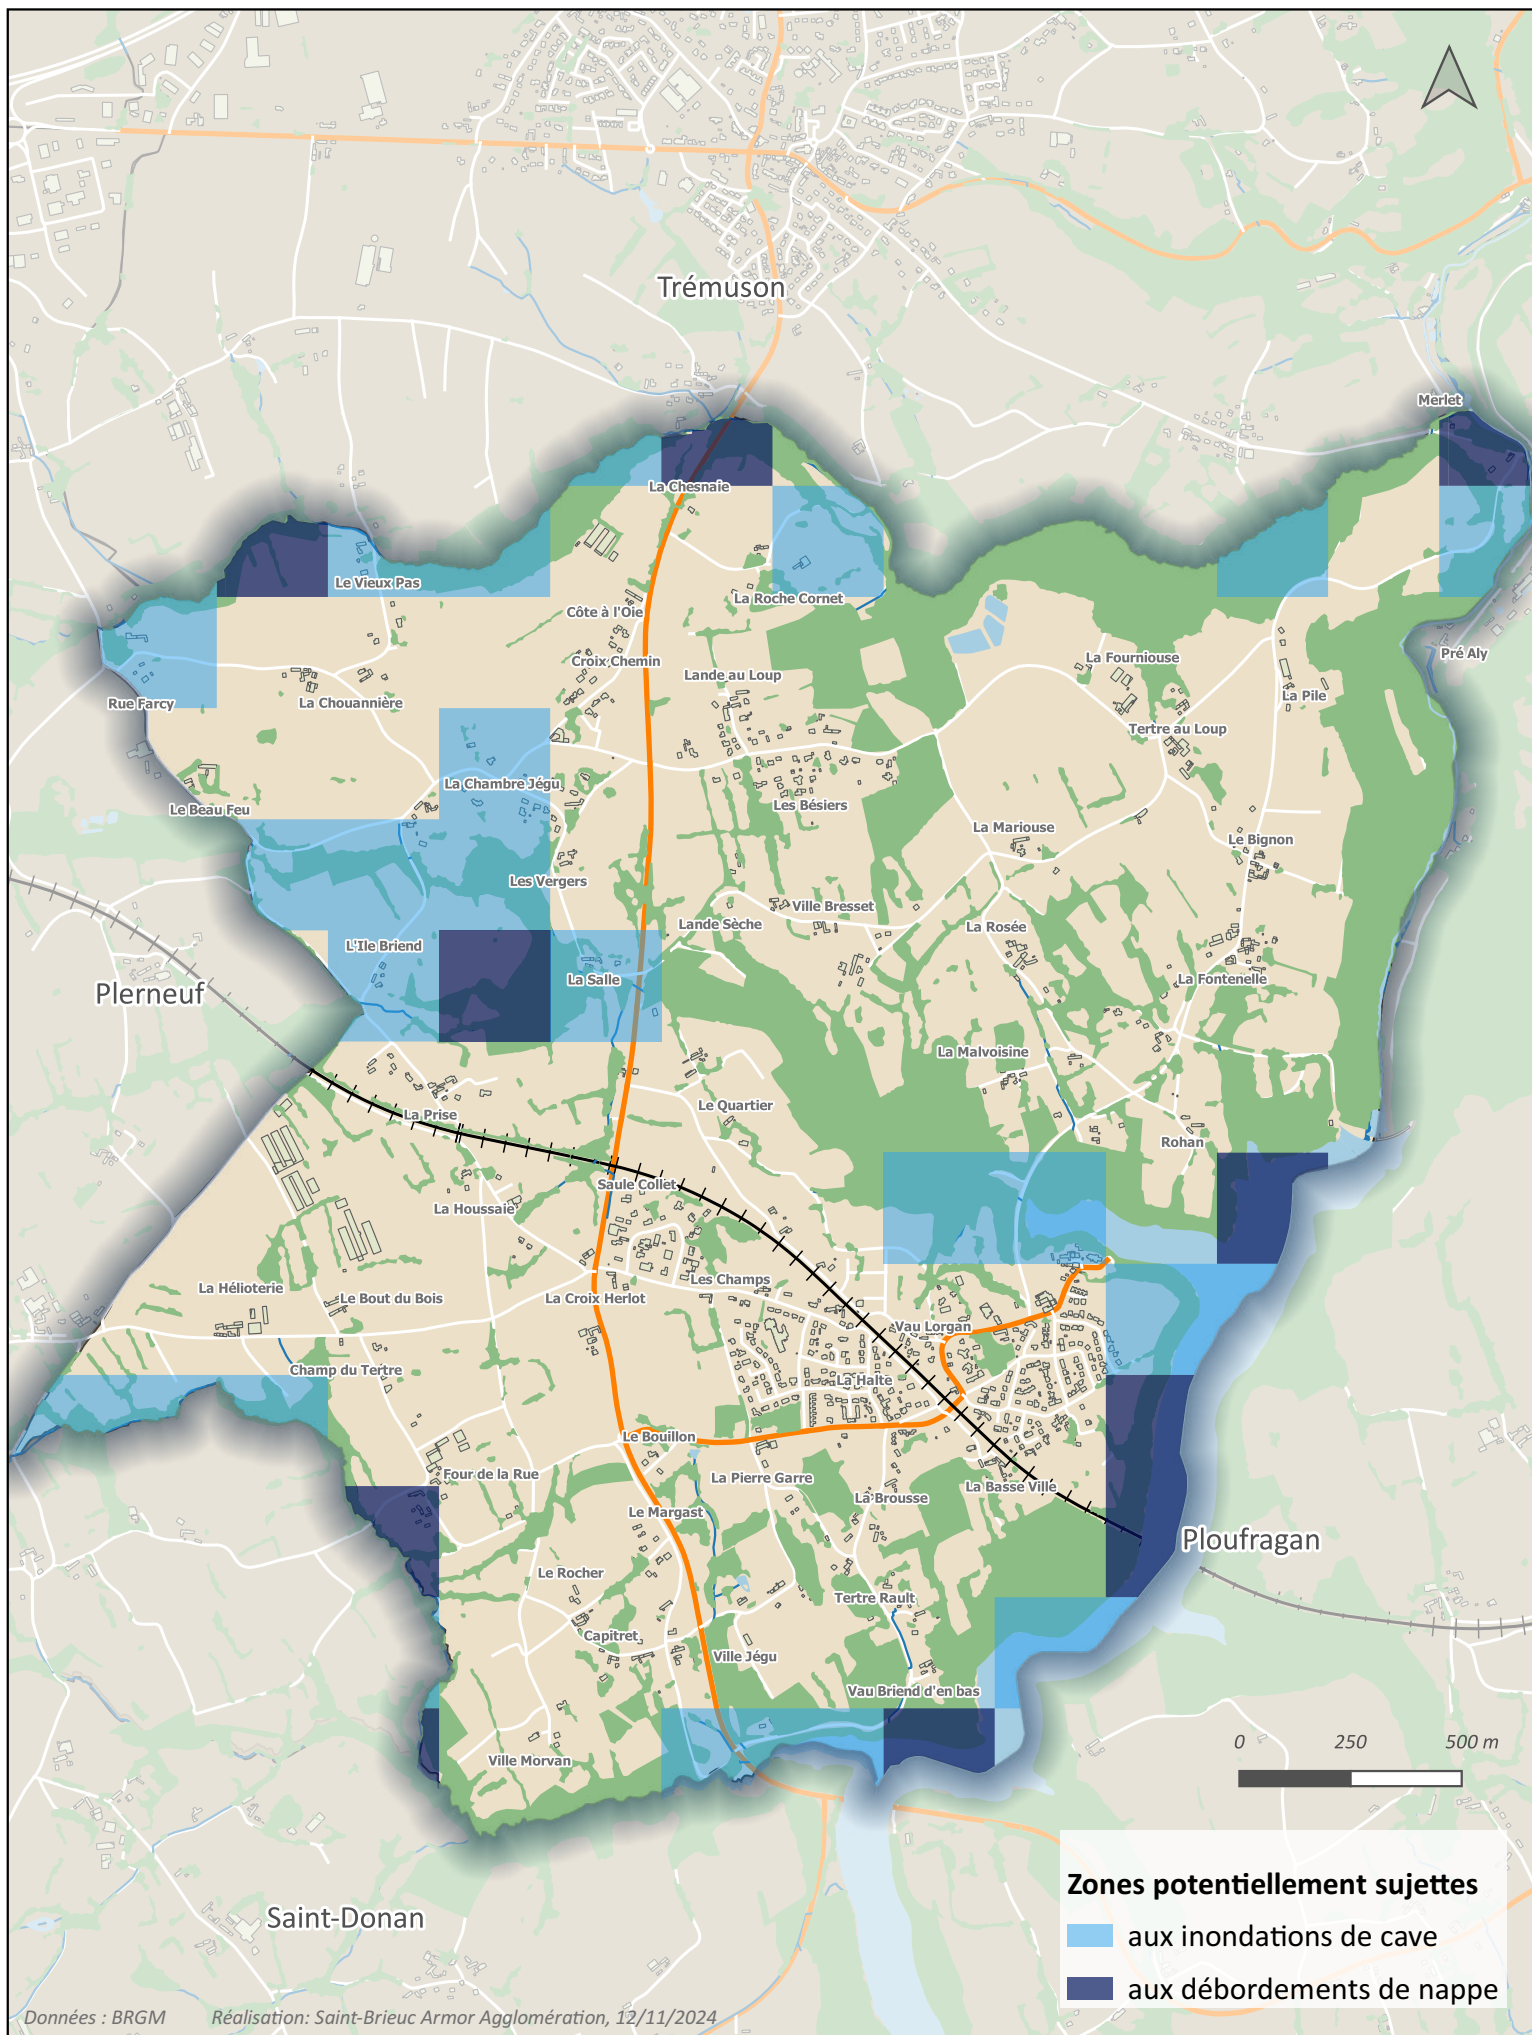 Trémuson
Merlet
La Chesnaie
Le Vieux Pas
La Roche Cornet
Côte à l'Oie
Croix Chemin
La Fourniouse
Pré Aly
Lande au Loup
La Pile
Rue Farcy
La Chouannière
Tertre au Loup
La Chambre Jégu
Le Beau Feu
Les Bésiers
La Mariouse
Le Bignon
Les Vergers
Ville Bresset
Lande Sèche
La Rosée
L'Ile Briend
La Salle
La Fontenelle
Plerneuf
La Malvoisine
Le Quartier
La Prise
Rohan
Saule Collet
La Houssaie
Les Champs
La Hélioterie
Le Bout du Bois
La Croix Herlot
Vau Lorgan
Champ du Tertre
La Halte
Le Bouillon
Four de la Rue
La Pierre Garre
La Basse Ville
La Brousse
Le Margast
Ploufragan
Le Rocher
Tertre Rault
Capitret
Ville Jégu
Vau Briend d'en bas
Ville Morvan
0 250 500 m
Saint-Donan
Zones potentiellement sujettes
aux inondations de cave
aux débordements de nappe
Données : BRGM Réalisation: Saint-Brieuc Armor Agglomération, 12/11/2024